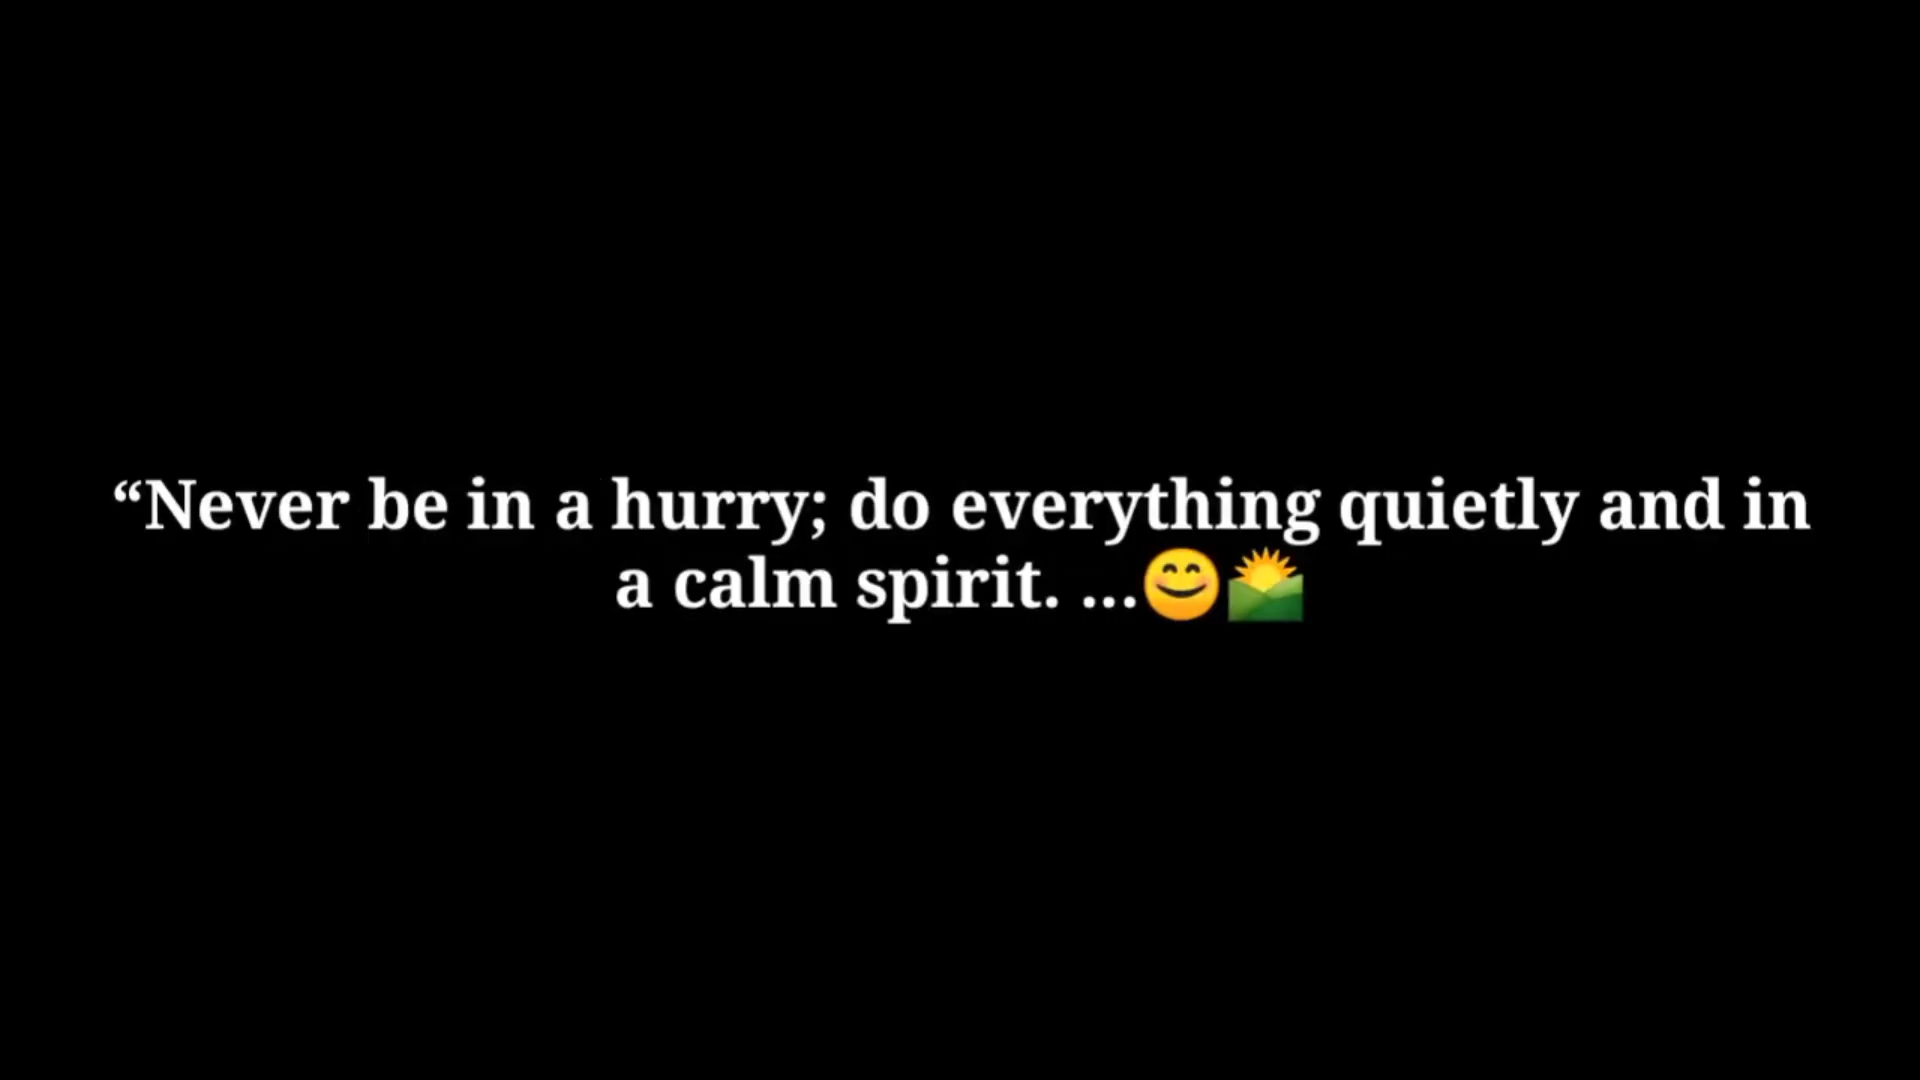 “Never be in a hurry; do everything quietly and in
a calm spirit. ...😊🌄